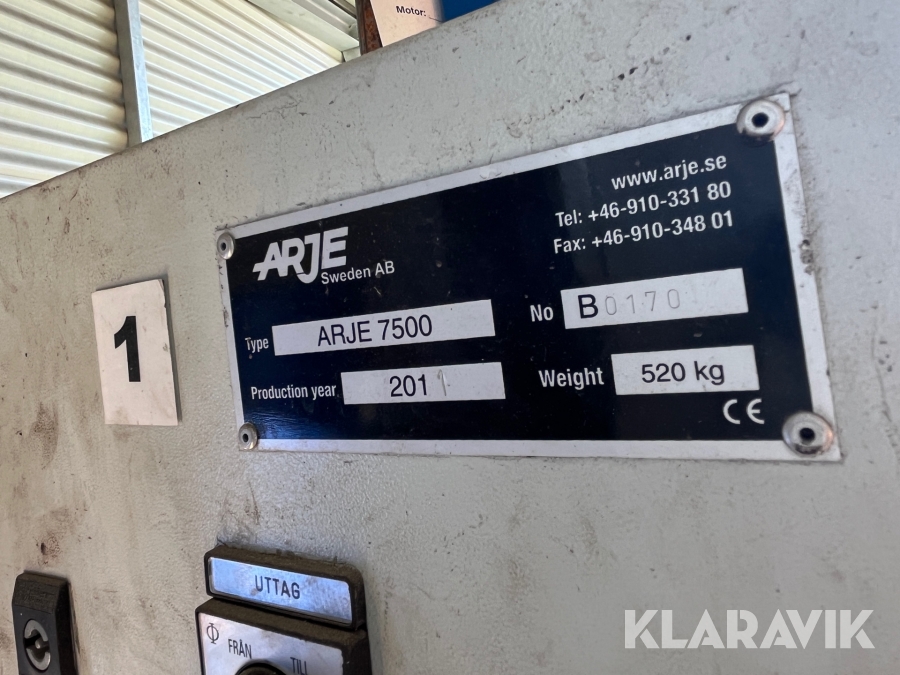 Motor:
www.arje.se
Tel: +46-910-331 80
Fax: +46-910-348 01
ARJE
Sweden AB
Type ARJE 7500
No B0170
Production year 2011
Weight 520 kg
CE
1
UTTAG
FRÅN TILL
KLARAVIK